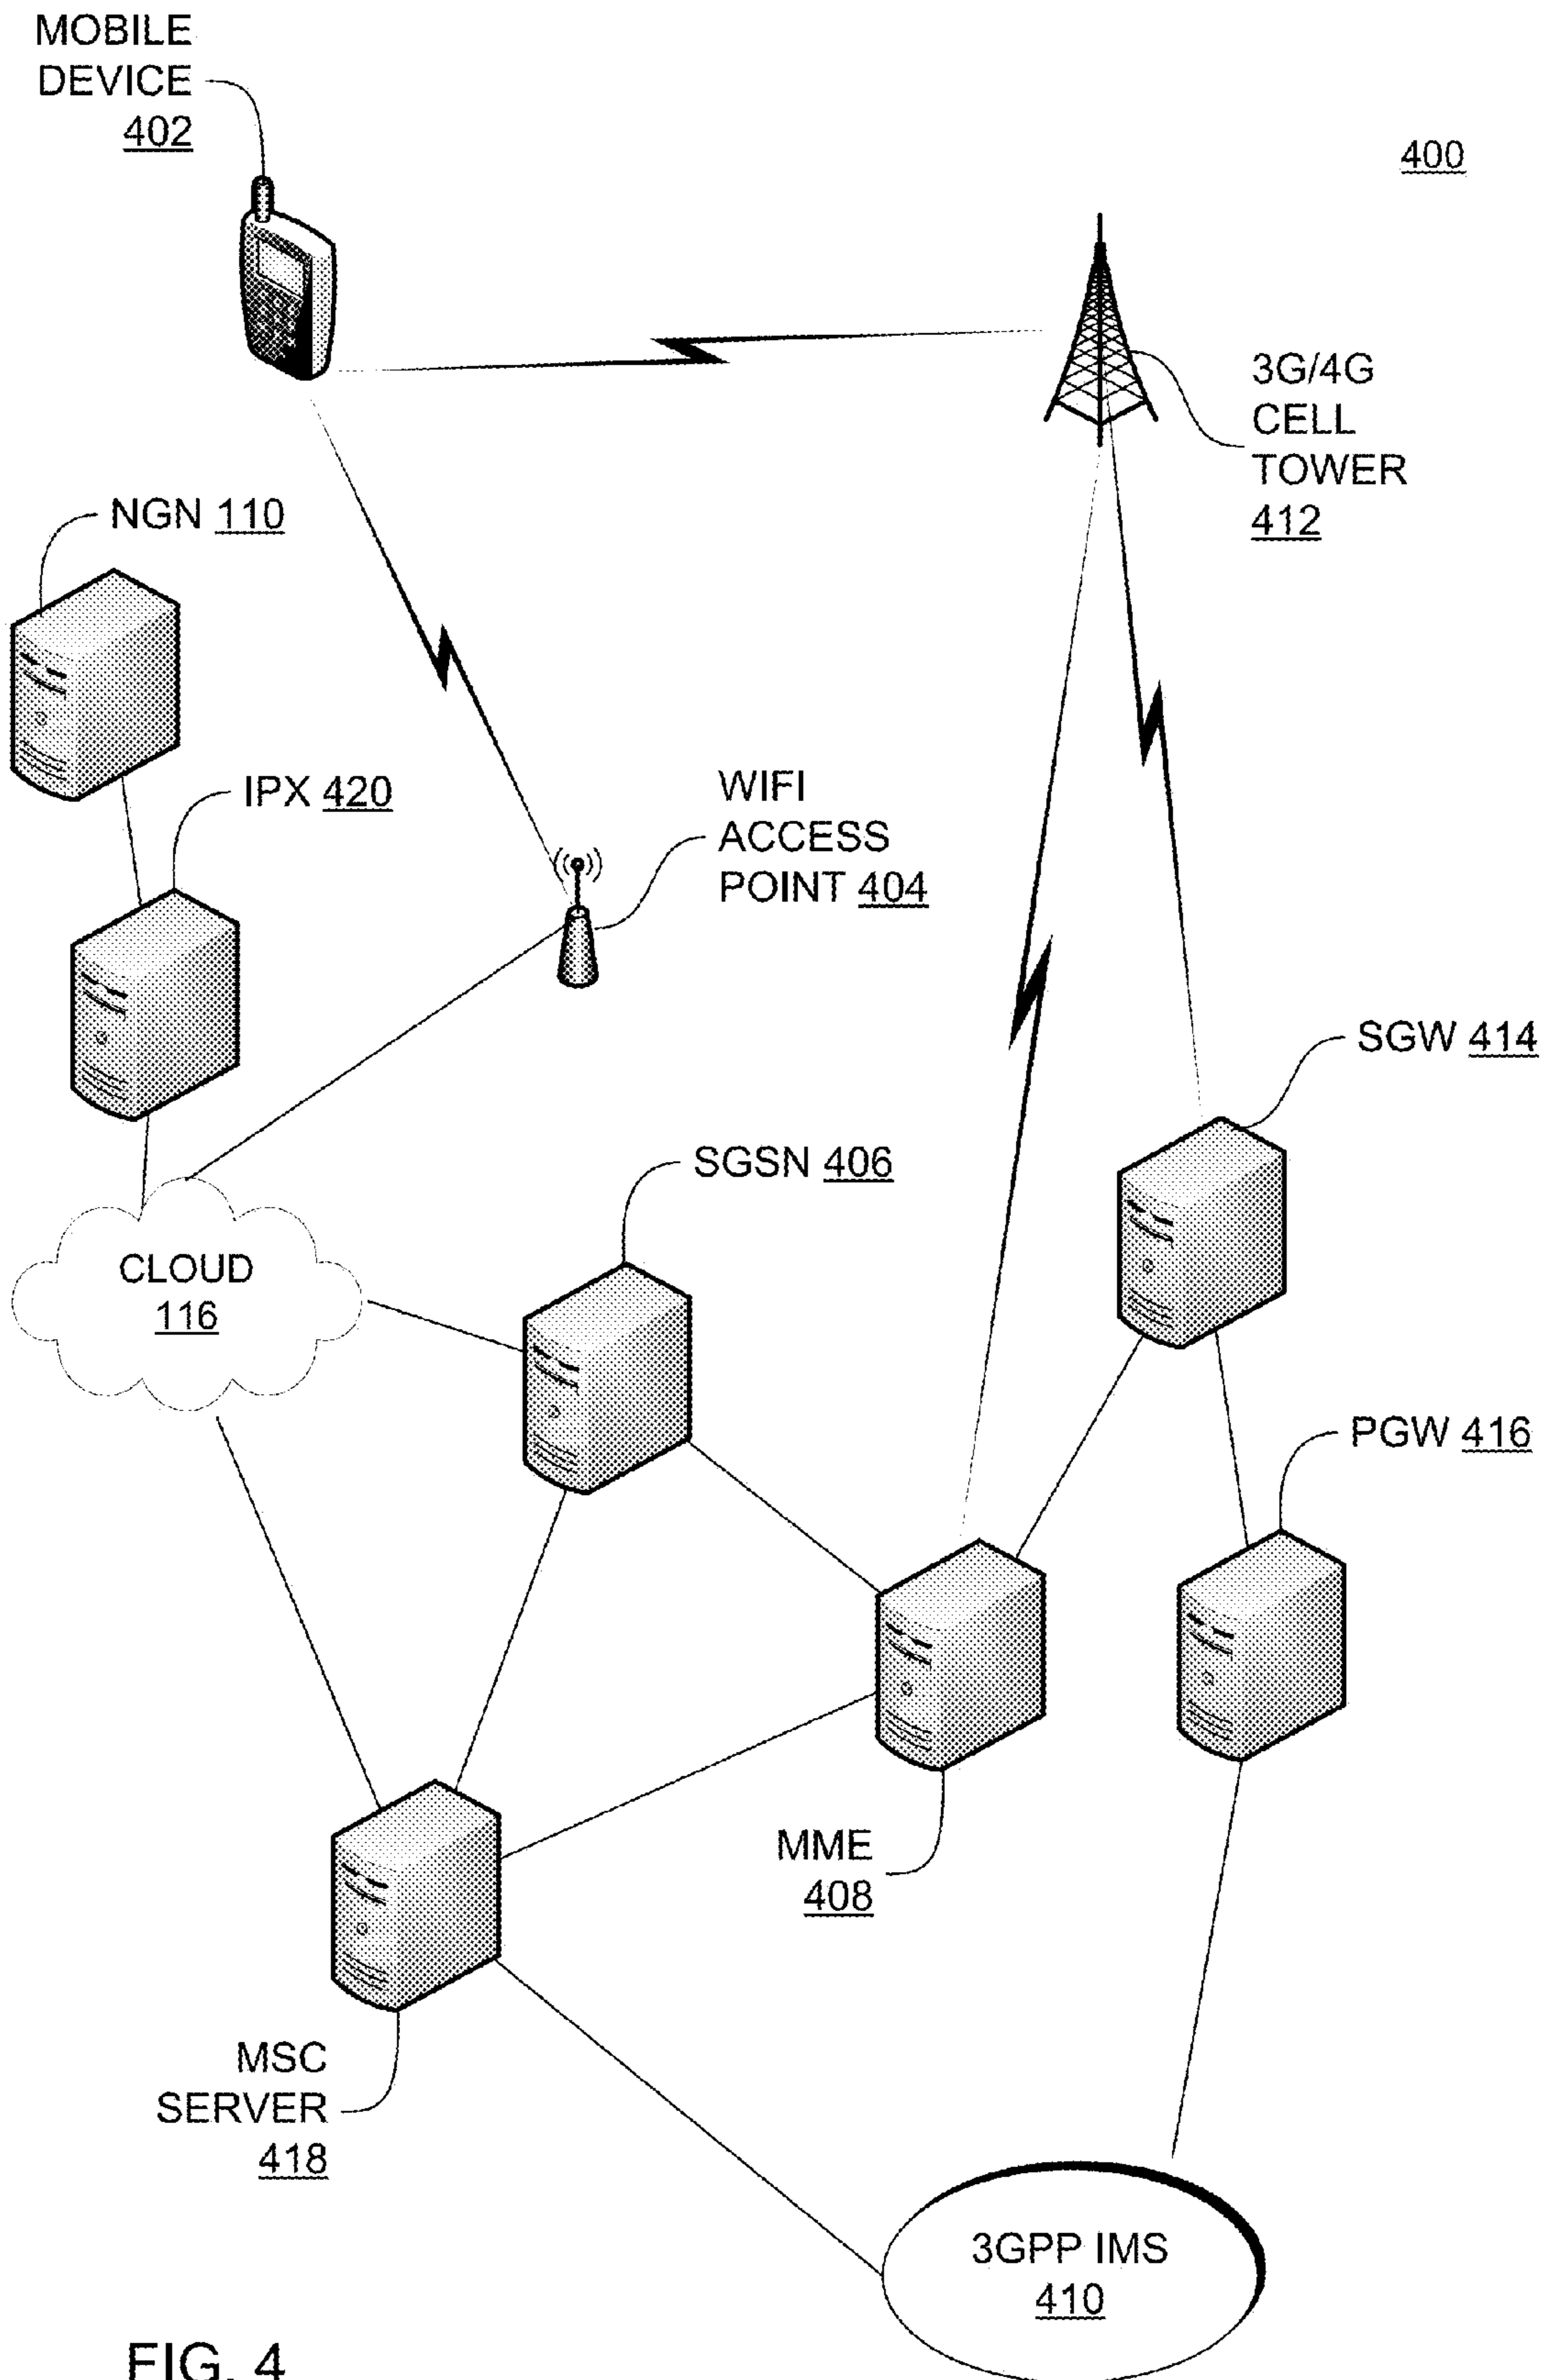 MOBILE
DEVICE
402
400
3G/4G
CELL
TOWER
412
NGN 110
IPX 420
WIFI
ACCESS
POINT 404
SGW 414
SGSN 406
CLOUD
116
PGW 416
MME
408
MSC
SERVER
418
3GPP IMS
410
FIG. 4